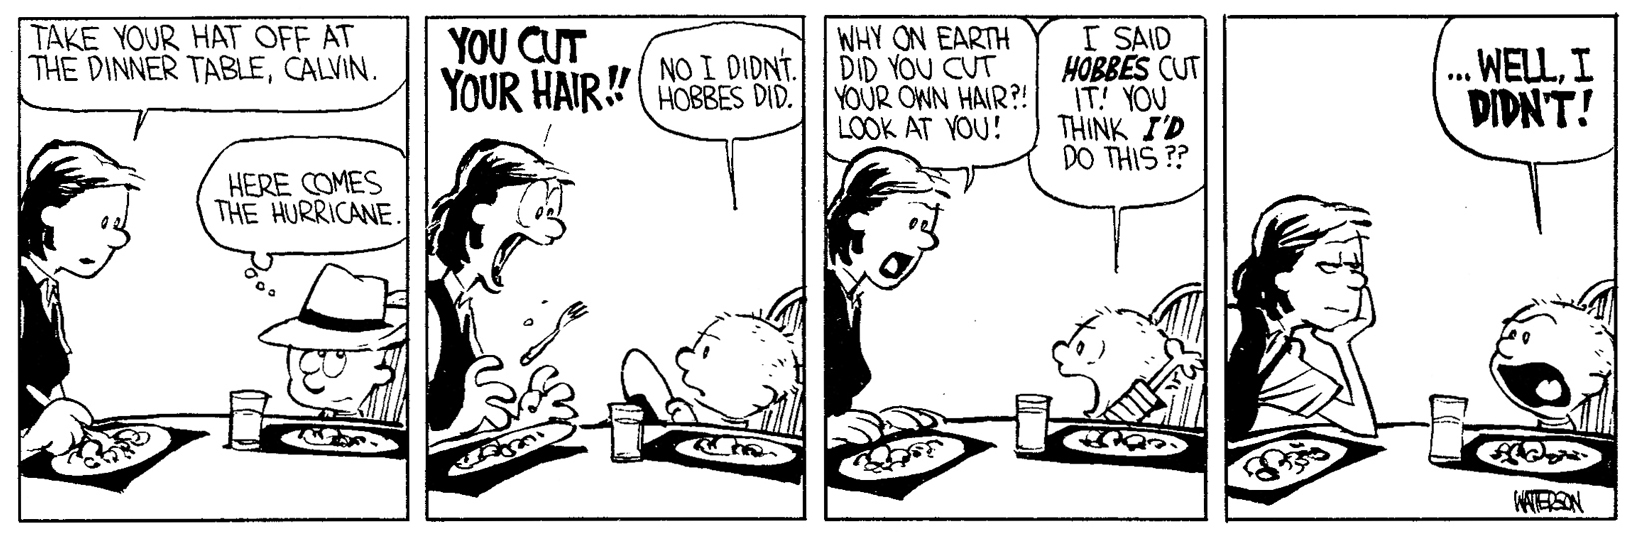 TAKE YOUR HAT OFF AT
THE DINNER TABLE, CALVIN.
HERE COMES
THE HURRICANE.
YOU CUT
YOUR HAIR!!
NO I DIDN'T.
HOBBES DID.
WHY ON EARTH
DID YOU CUT
YOUR OWN HAIR?!
LOOK AT YOU!
I SAID
HOBBES CUT
IT! YOU
THINK I'D
DO THIS??
...WELL, I
DIDN'T!
WATTERSON